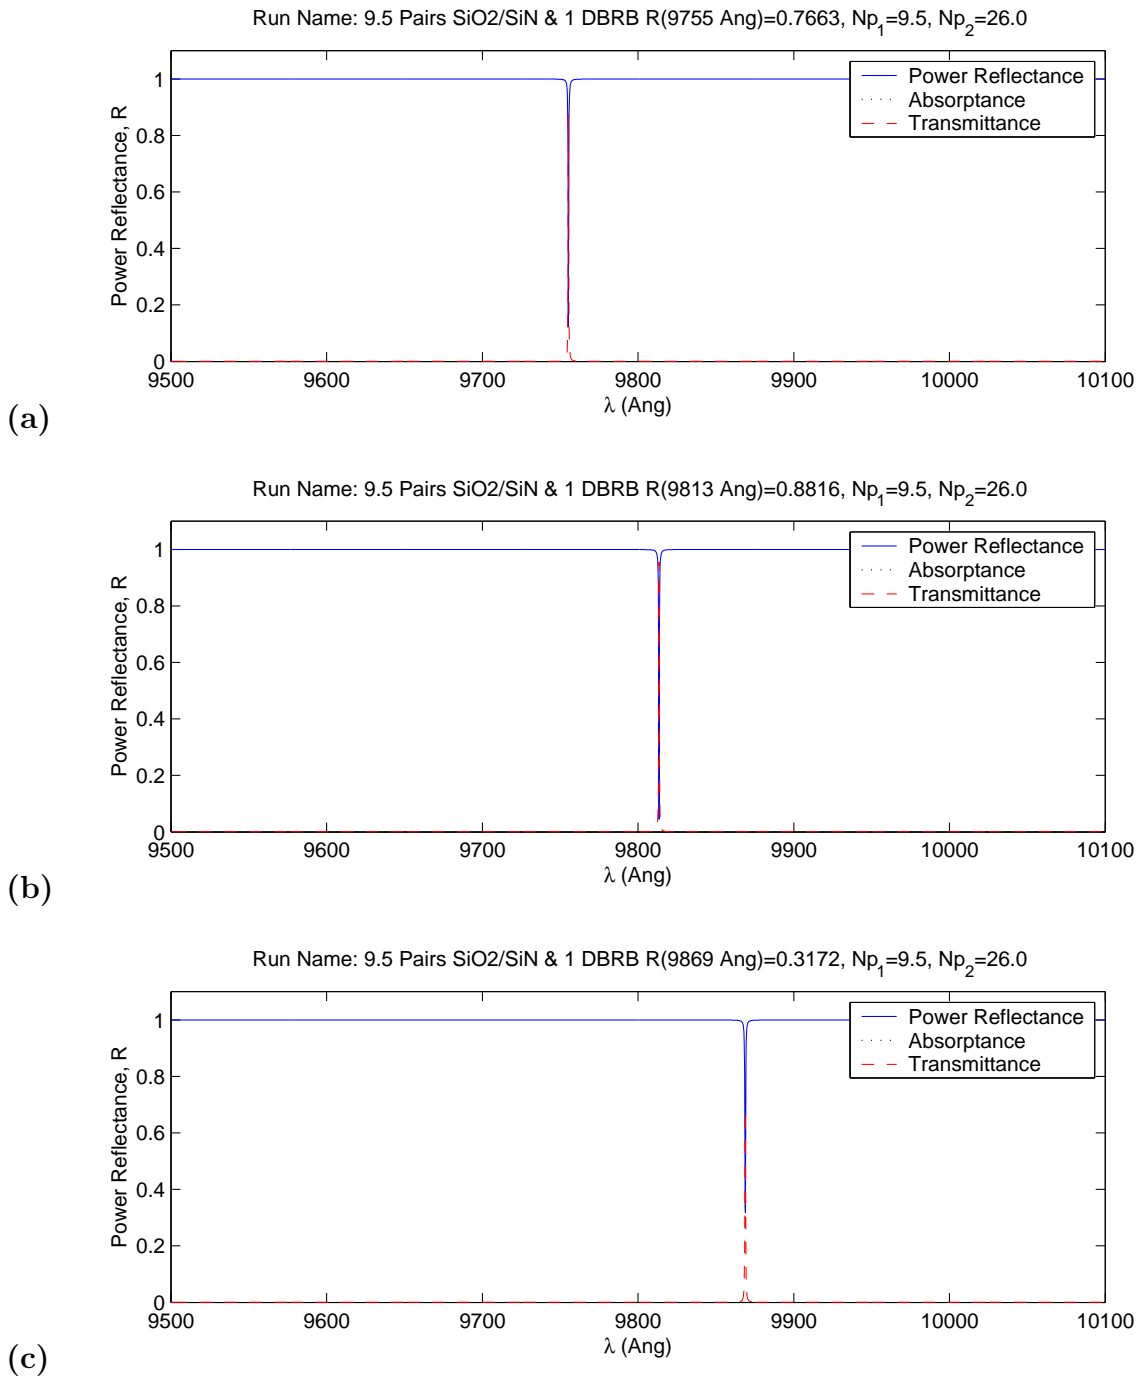 Run Name: 9.5 Pairs SiO2/SiN & 1 DBRB R(9755 Ang)=0.7663, Np1=9.5, Np2=26.0
Power Reflectance
Absorptance
Transmittance
Power Reflectance, R
1
0.8
0.6
0.4
0.2
0
9500 9600 9700 9800 9900 10000 10100
λ (Ang)
(a)
Run Name: 9.5 Pairs SiO2/SiN & 1 DBRB R(9813 Ang)=0.8816, Np1=9.5, Np2=26.0
Power Reflectance
Absorptance
Transmittance
Power Reflectance, R
1
0.8
0.6
0.4
0.2
0
9500 9600 9700 9800 9900 10000 10100
λ (Ang)
(b)
Run Name: 9.5 Pairs SiO2/SiN & 1 DBRB R(9869 Ang)=0.3172, Np1=9.5, Np2=26.0
Power Reflectance
Absorptance
Transmittance
Power Reflectance, R
1
0.8
0.6
0.4
0.2
0
9500 9600 9700 9800 9900 10000 10100
λ (Ang)
(c)